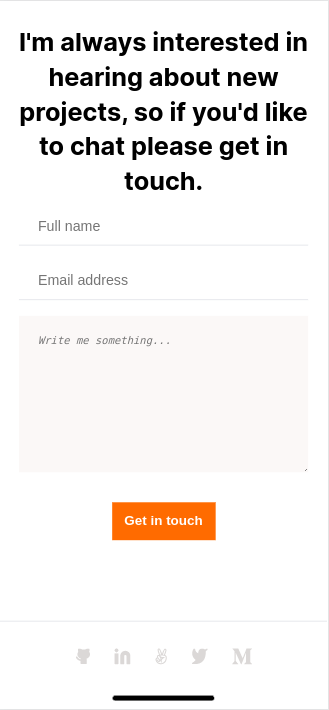 I'm always interested in
hearing about new
projects, so if you'd like
to chat please get in
touch.
Full name
Email address
Write me something...
Get in touch